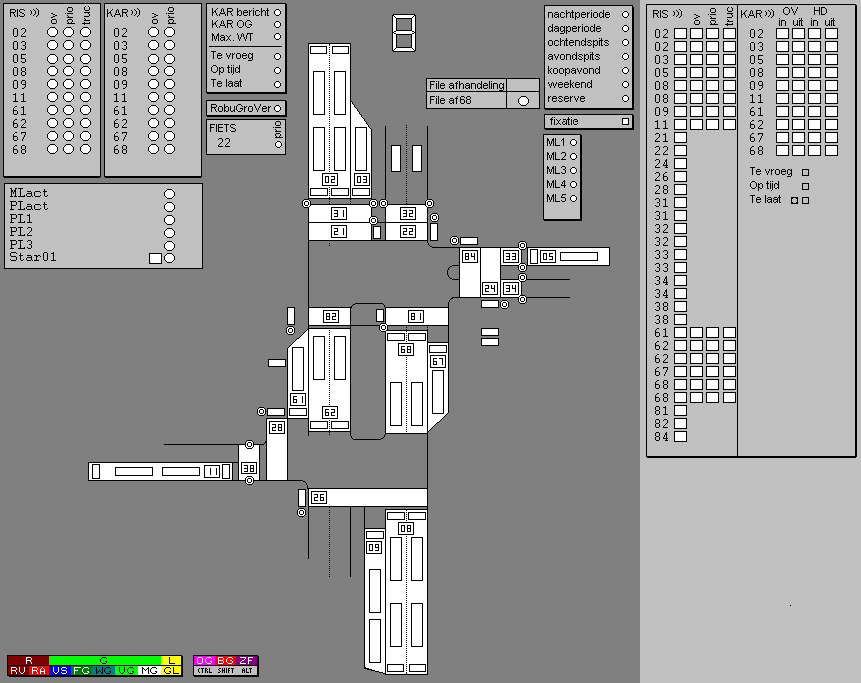 RIS ))) ov prio truc
02
03
05
08
09
11
61
62
67
68
KAR ))) ov prio
02
03
05
08
09
11
61
62
67
68
KAR bericht
KAR OG
Max. WT
Te vroeg
Op tijd
Te laat
RobuGroVer
FIETS prio
22
MLact
PLact
PL1
PL2
PL3
Star01
File afhandeling
File af68
nachtperiode
dagperiode
ochtendspits
avondspits
koopavond
weekend
reserve
fixatie
ML1
ML2
ML3
ML4
ML5
02 03
31 32
21 22
84 33 05
24 34
82 81
68 67
61 62
28
38 11
26
08
09
R G L
RV RA VS FG WG VG MG GL
OG BG ZF
CTRL SHIFT ALT
RIS ))) ov prio truc
02
03
03
05
08
08
09
11
21
22
24
26
28
31
31
32
32
33
33
34
34
38
38
61
62
62
67
68
68
81
82
84
KAR ))) OV HD
in uit in uit
02
03
05
08
09
11
61
62
67
68
Te vroeg
Op tijd
Te laat